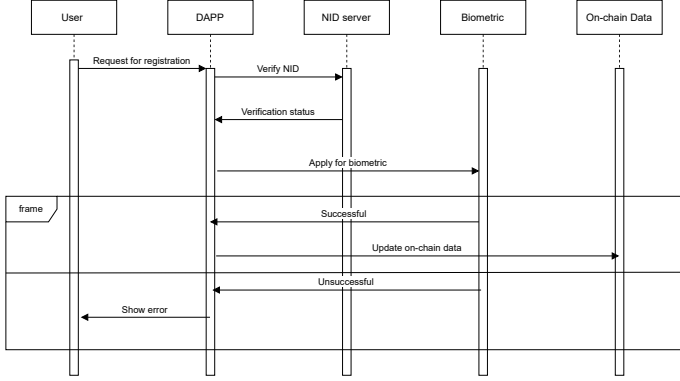 User
DAPP
NID server
Biometric
On-chain Data
Request for registration
Verify NID
Verification status
Apply for biometric
frame
Successful
Update on-chain data
Unsuccessful
Show error